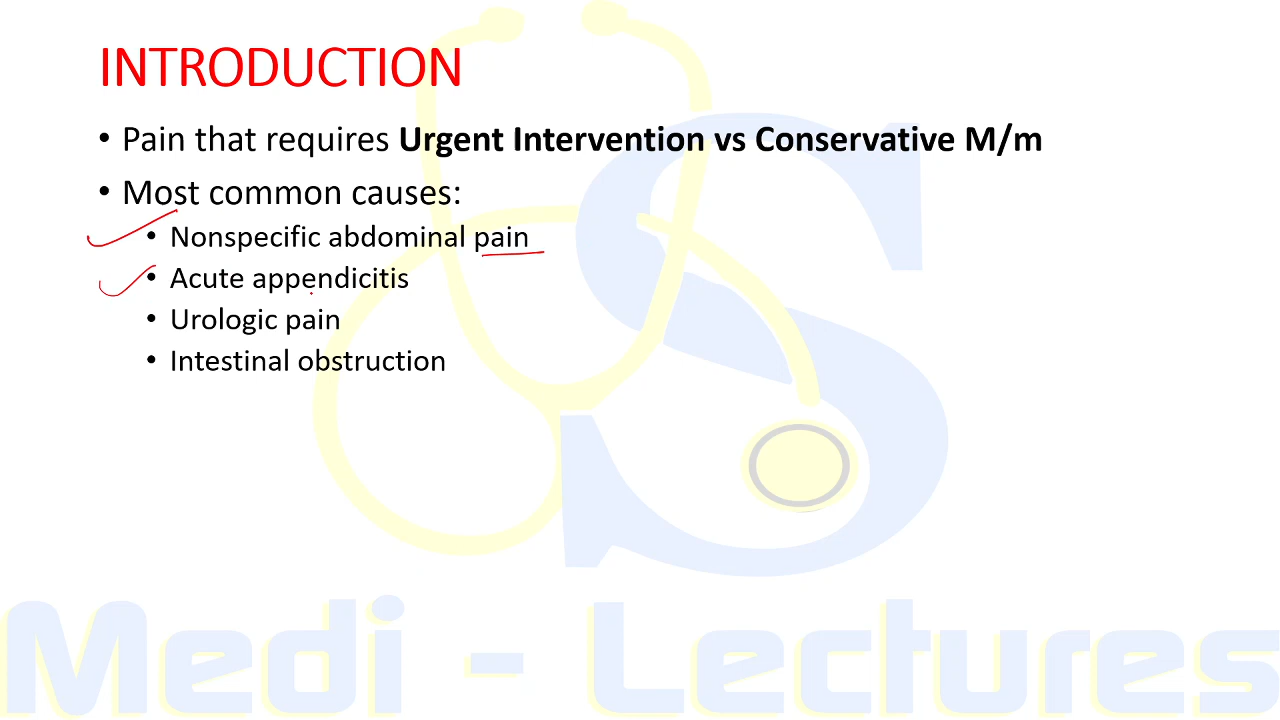 INTRODUCTION
• Pain that requires Urgent Intervention vs Conservative M/m
• Most common causes:
• Nonspecific abdominal pain
• Acute appendicitis
• Urologic pain
• Intestinal obstruction
S
Medi - Lectures